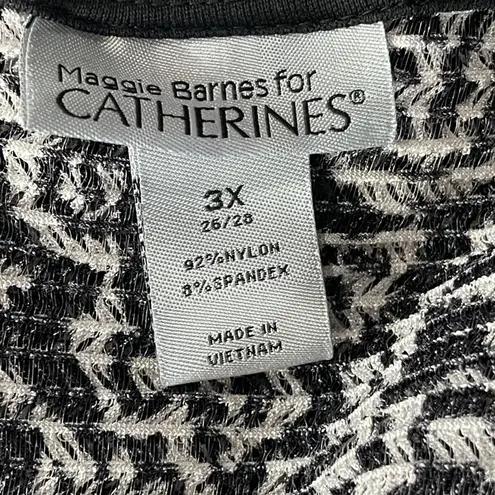 Maggie Barnes for
CATHERINES®
3X
26/28
92%NYLON
8%SPANDEX
MADE IN
VIETNAM